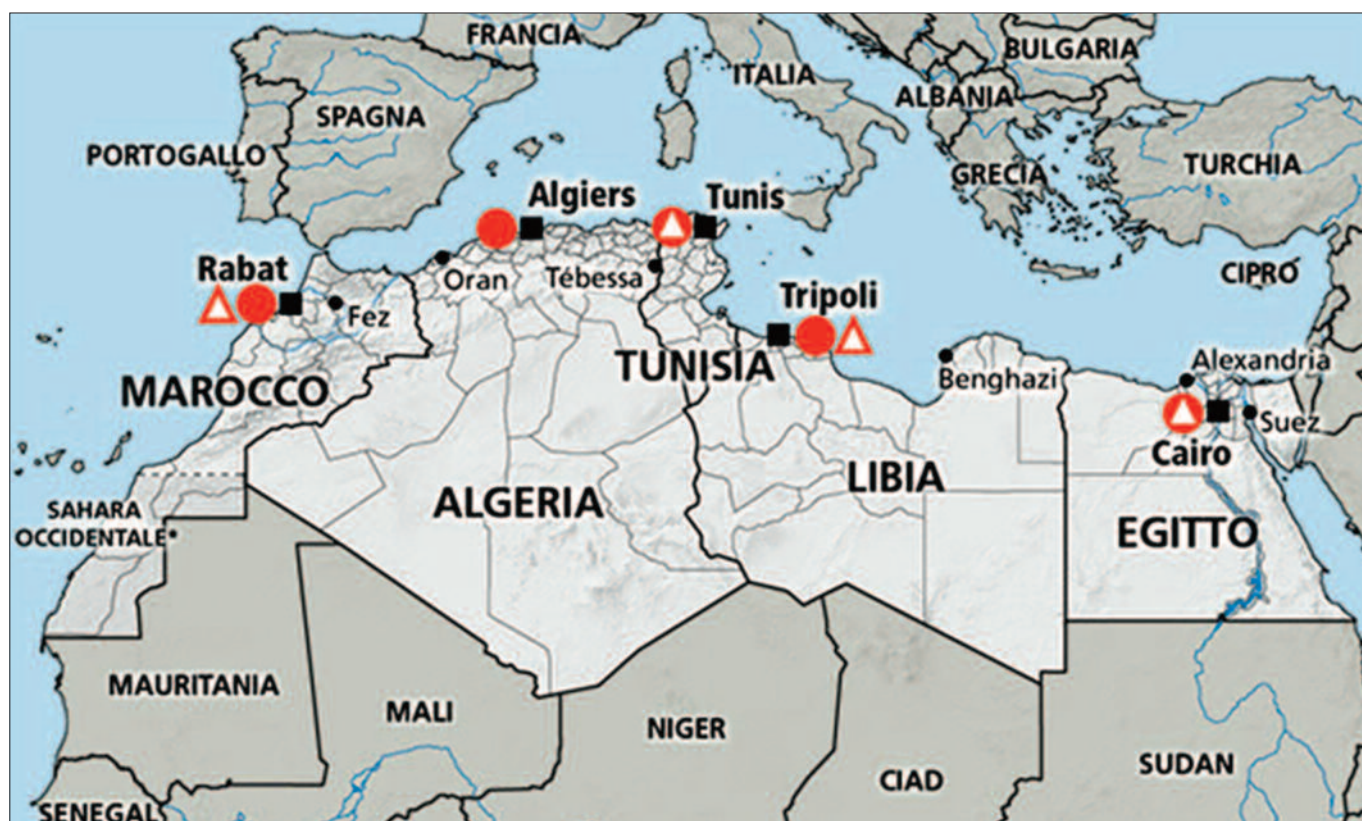 FRANCIA
BULGARIA
ITALIA
ALBANIA
SPAGNA
PORTOGALLO
GRECIA
TURCHIA
Algiers
Tunis
Rabat
Oran
Tébessa
CIPRO
Tripoli
Fez
TUNISIA
Benghazi
Alexandria
MAROCCO
Suez
Cairo
LIBIA
ALGERIA
SAHARA
OCCIDENTALE*
EGITTO
MAURITANIA
MALI
NIGER
CIAD
SUDAN
SENEGAL